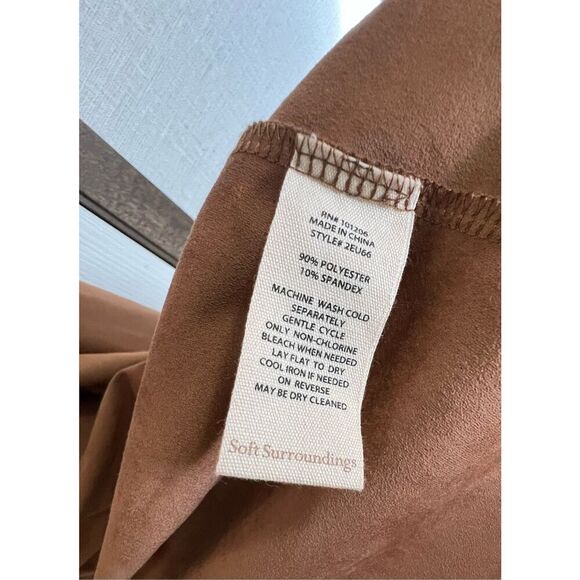 RN# 101206
MADE IN CHINA
STYLE# 2EU66
90% POLYESTER
10% SPANDEX
MACHINE WASH COLD
SEPARATELY
GENTLE CYCLE
ONLY NON-CHLORINE
BLEACH WHEN NEEDED
LAY FLAT TO DRY
COOL IRON IF NEEDED
ON REVERSE
MAY BE DRY CLEANED
Soft Surroundings